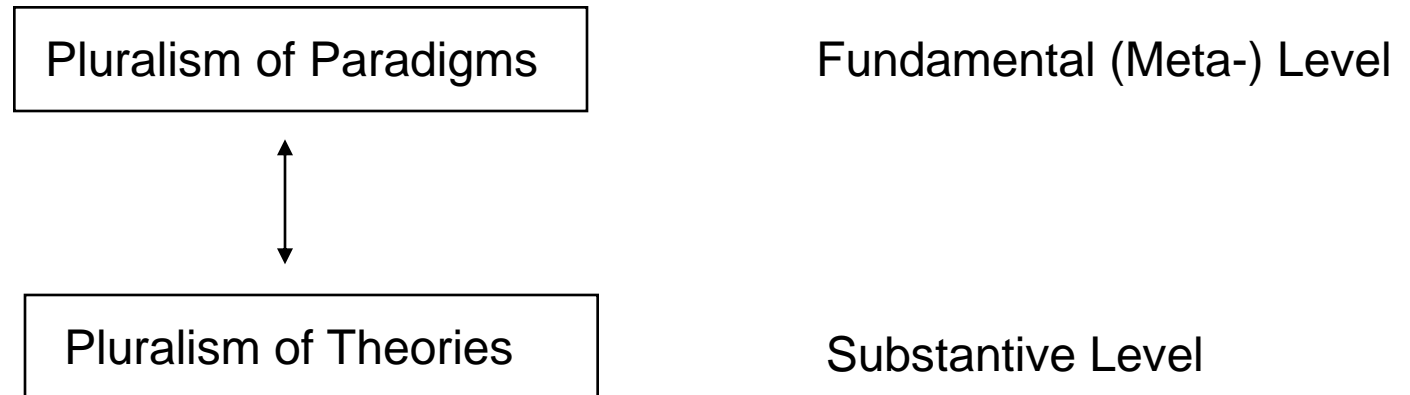 Pluralism of Paradigms Fundamental (Meta-) Level
Pluralism of Theories Substantive Level